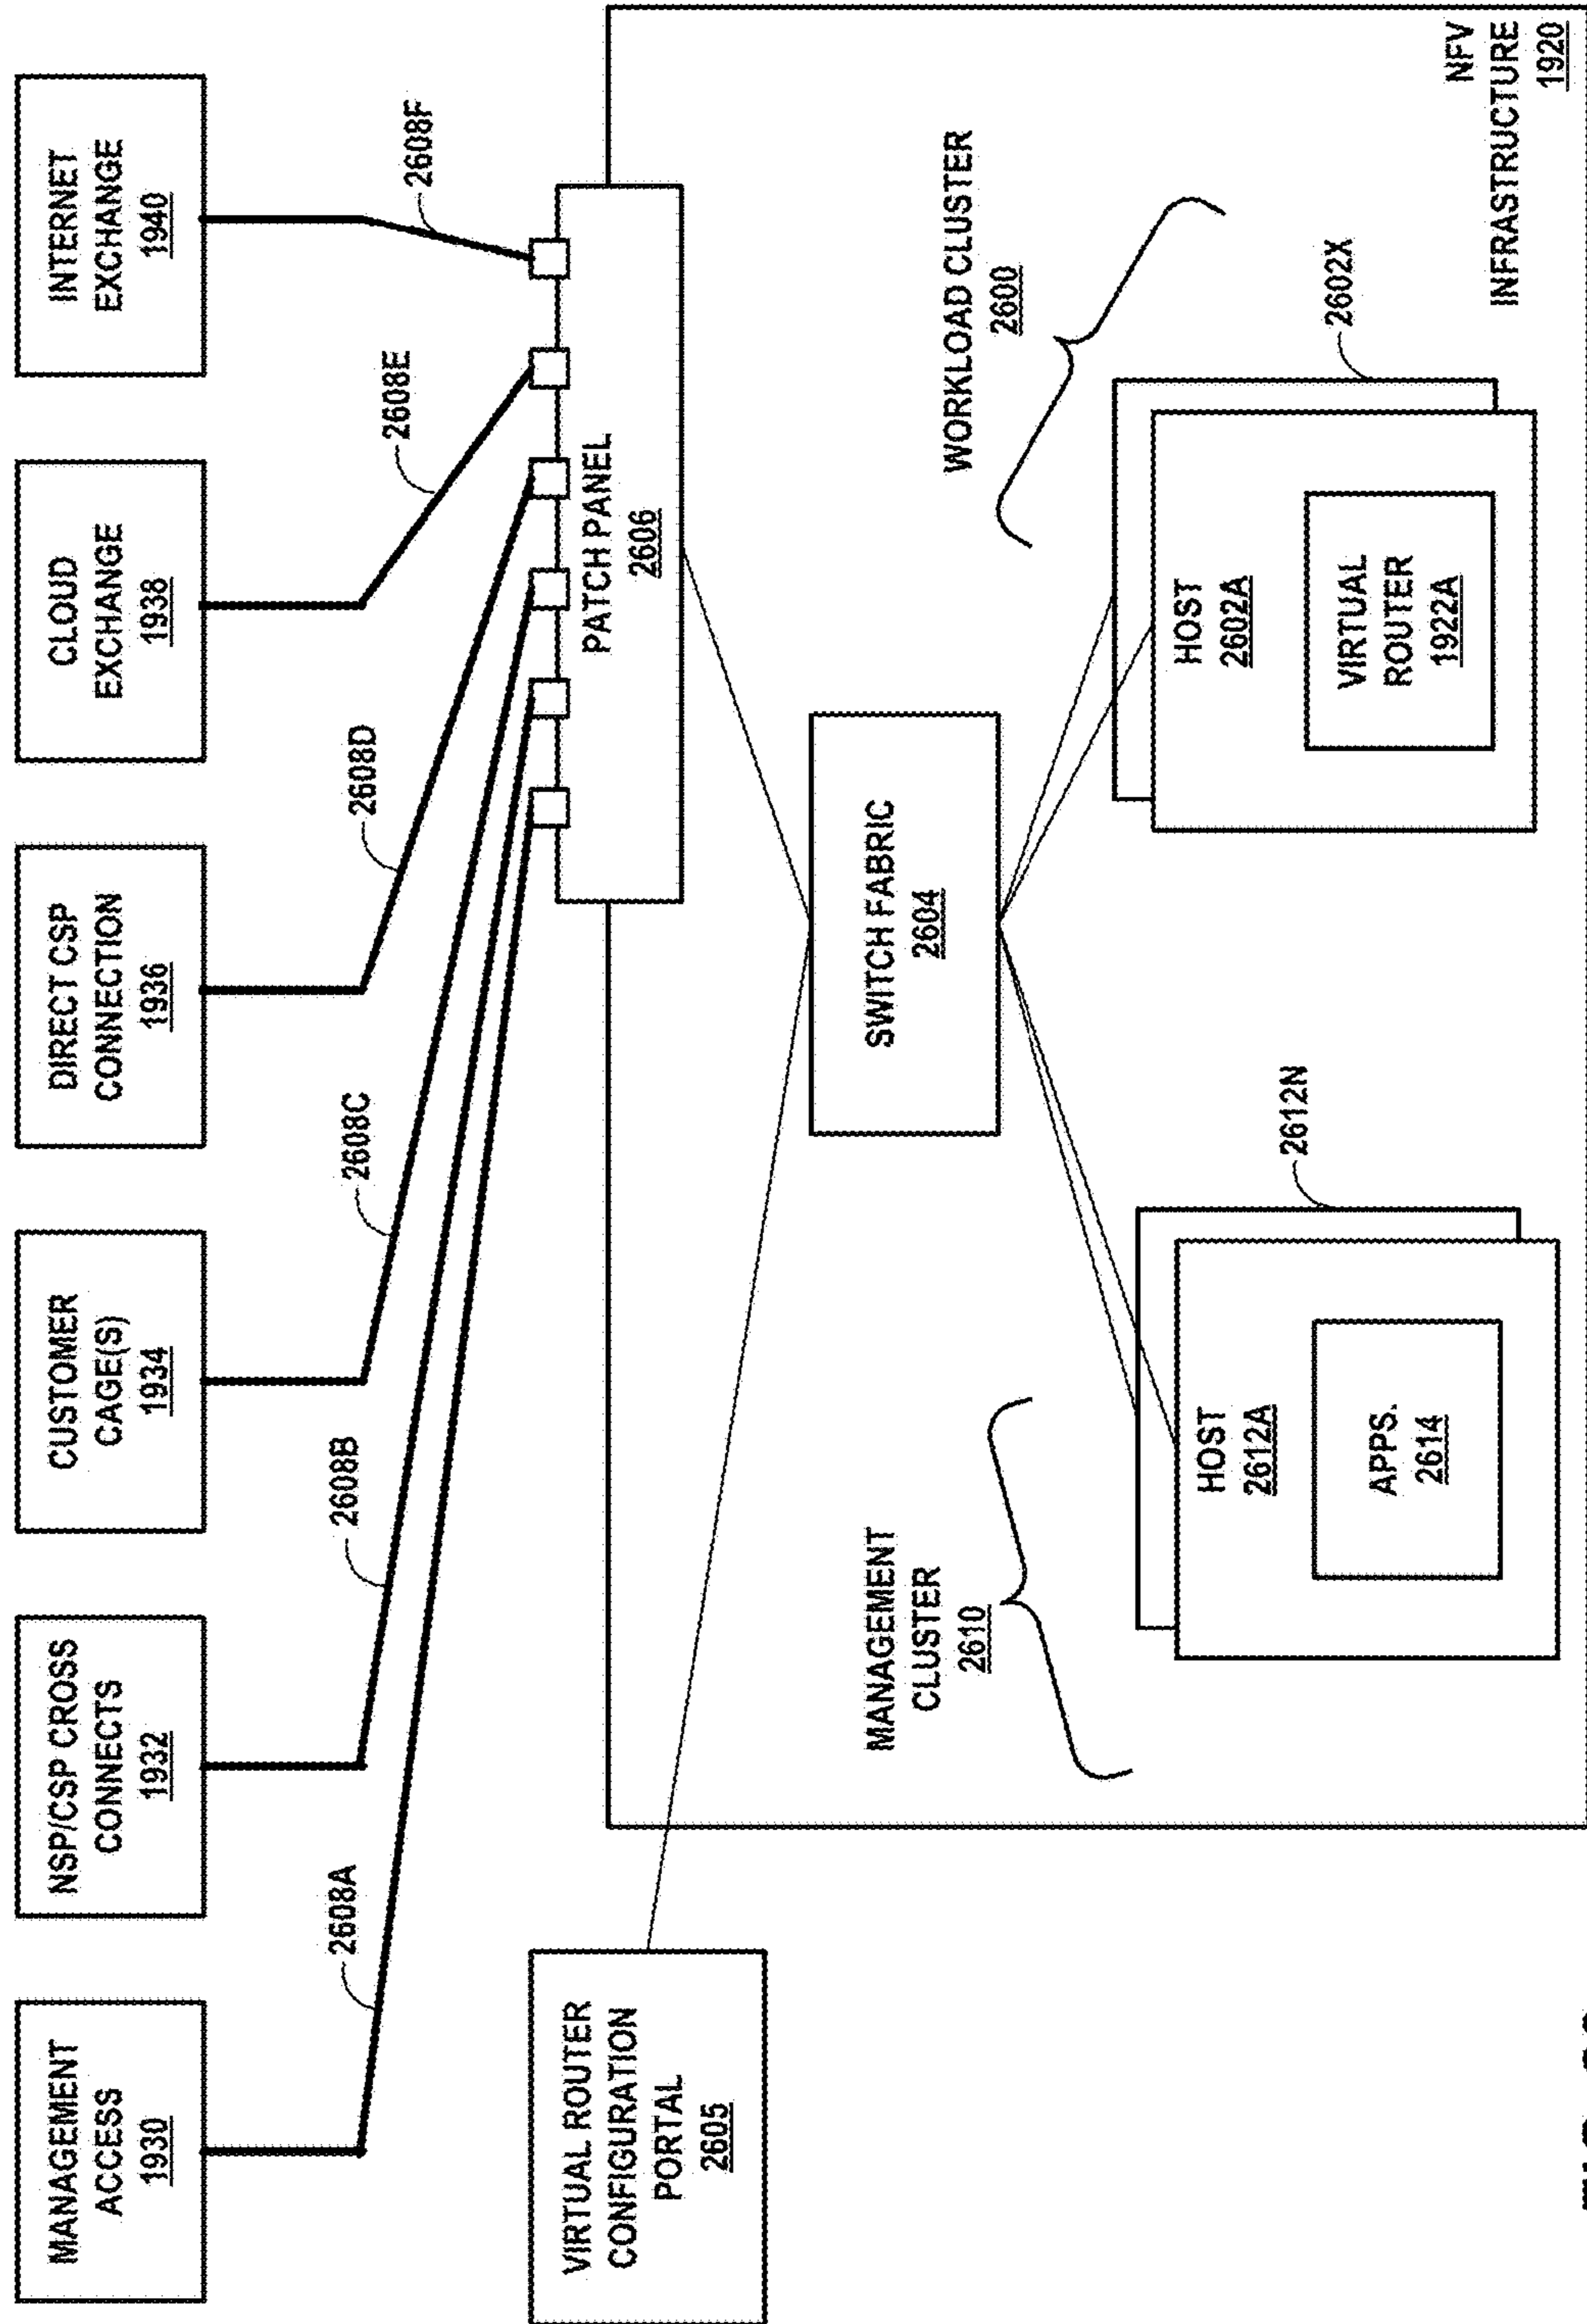 MANAGEMENT
ACCESS
1930
NSP/CSP CROSS
CONNECTS
1932
CUSTOMER
CAGE(S)
1934
DIRECT CSP
CONNECTION
1936
CLOUD
EXCHANGE
1938
INTERNET
EXCHANGE
1940
2608A
2608B
2608C
2608D
2608E
2608F
VIRTUAL ROUTER
CONFIGURATION
PORTAL
2605
PATCH PANEL
2606
SWITCH FABRIC
2604
MANAGEMENT
CLUSTER
2610
WORKLOAD CLUSTER
2600
2612N
HOST
2612A
APPS.
2614
2602X
HOST
2602A
VIRTUAL
ROUTER
1922A
NFV
INFRASTRUCTURE
1920